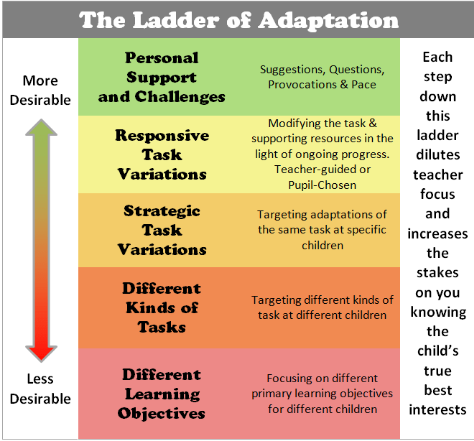 The Ladder of Adaptation
More
Desirable
Less
Desirable
Personal
Support
and Challenges
Suggestions, Questions,
Provocations & Pace
Responsive
Task
Variations
Modifying the task &
supporting resources in the
light of ongoing progress.
Teacher-guided or
Pupil-Chosen
Strategic
Task
Variations
Targeting adaptations of
the same task at specific
children
Different
Kinds of
Tasks
Targeting different kinds of
task at different children
Different
Learning
Objectives
Focusing on different
primary learning objectives
for different children
Each
step
down
this
ladder
dilutes
teacher
focus
and
increases
the
stakes
on you
knowing
the
child's
true
best
interests